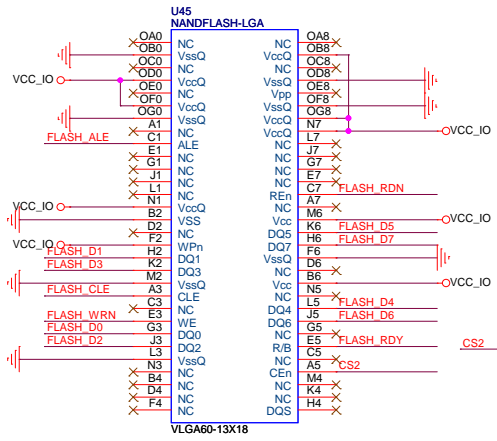 U45
NANDFLASH-LGA
OA0 NC NC OA8
OB0 VssQ VccQ OB8
OC0 NC NC OC8
VCC_IO OD0 VccQ VssQ OD8
OE0 NC Vpp OE8
OF0 VccQ VssQ OF8
OG0 VssQ VccQ OG8
A1 NC VccQ N7 VCC_IO
FLASH_ALE C1 ALE NC L7
E1 NC NC J7
G1 NC NC G7
J1 NC NC E7
L1 NC REn C7 FLASH_RDN
VCC_IO N1 VccQ NC A7
B2 VSS Vcc M6 VCC_IO
D2 NC DQ5 K6 FLASH_D5
VCC_IO F2 WPn DQ7 H6 FLASH_D7
FLASH_D1 H2 DQ1 VssQ F6
FLASH_D3 K2 DQ3 NC D6
M2 VssQ Vcc B6 VCC_IO
FLASH_CLE A3 CLE NC N5
C3 NC DQ4 L5 FLASH_D4
FLASH_WRN E3 WE DQ6 J5 FLASH_D6
FLASH_D0 G3 DQ0 NC G5
FLASH_D2 J3 DQ2 R/B E5 FLASH_RDY CS2
L3 VssQ NC C5
N3 NC CEn A5 CS2
B4 NC NC M4
D4 NC NC K4
F4 NC DQS H4
VLGA60-13X18